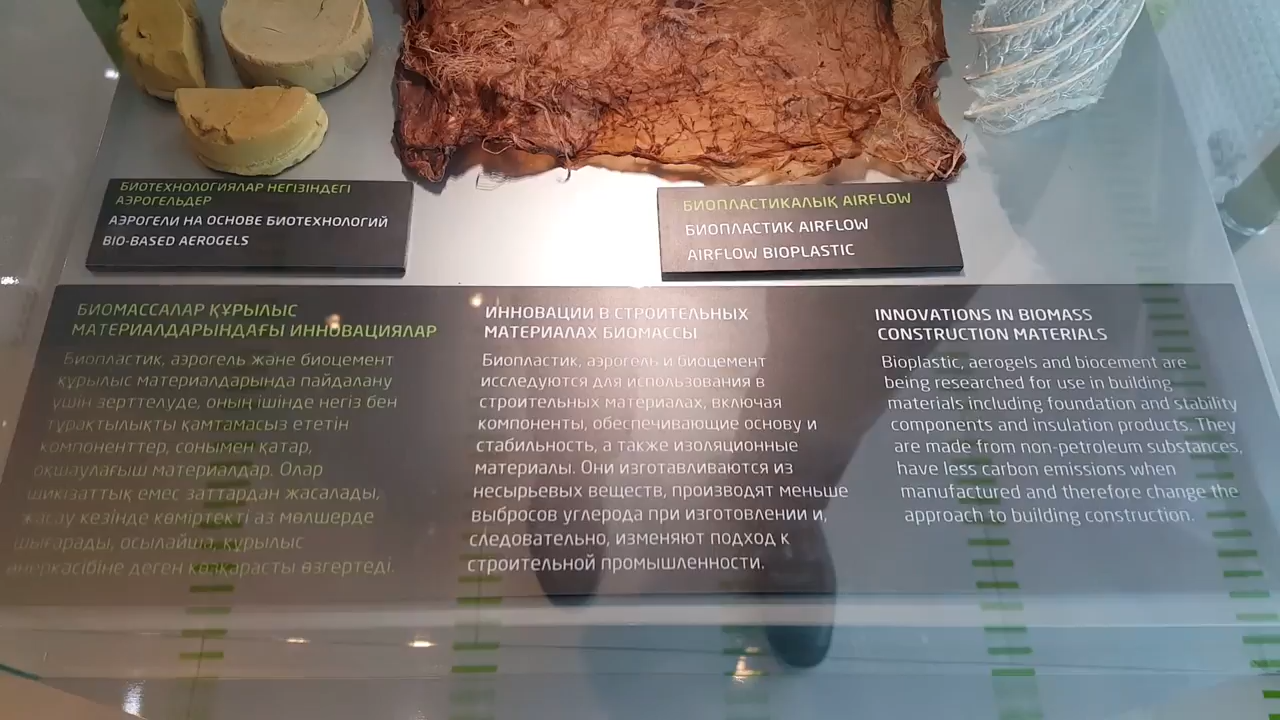 БИОТЕХНОЛОГИЯЛАР НЕГІЗІНДЕГІ
АЭРОГЕЛЬДЕР
АЭРОГЕЛИ НА ОСНОВЕ БИОТЕХНОЛОГИЙ
BIO-BASED AEROGELS
БИОПЛАСТИКАЛЫҚ AIRFLOW
БИОПЛАСТИК AIRFLOW
AIRFLOW BIOPLASTIC
БИОМАССАЛАР ҚҰРЫЛЫС
МАТЕРИАЛДАРЫНДАҒЫ ИННОВАЦИЯЛАР
Биопластик, аэрогель және биоцемент
құрылыс материалдарында пайдалану
үшін зерттелуде, оның ішінде негіз бен
тұрақтылықты қамтамасыз ететін
компоненттер, сонымен қатар,
оқшаулағыш материалдар. Олар
шикізаттық емес заттардан жасалады,
жасау кезінде көміртекті аз мөлшерде
шығарады, осылайша, құрылыс
өнеркәсібіне деген көзқарасты өзгертеді.
ИННОВАЦИИ В СТРОИТЕЛЬНЫХ
МАТЕРИАЛАХ БИОМАССЫ
Биопластик, аэрогель и биоцемент
исследуются для использования в
строительных материалах, включая
компоненты, обеспечивающие основу и
стабильность, а также изоляционные
материалы. Они изготавливаются из
несырьевых веществ, производят меньше
выбросов углерода при изготовлении и,
следовательно, изменяют подход к
строительной промышленности.
INNOVATIONS IN BIOMASS
CONSTRUCTION MATERIALS
Bioplastic, aerogels and biocement are
being researched for use in building
materials including foundation and stability
components and insulation products. They
are made from non-petroleum substances,
have less carbon emissions when
manufactured and therefore change the
approach to building construction.